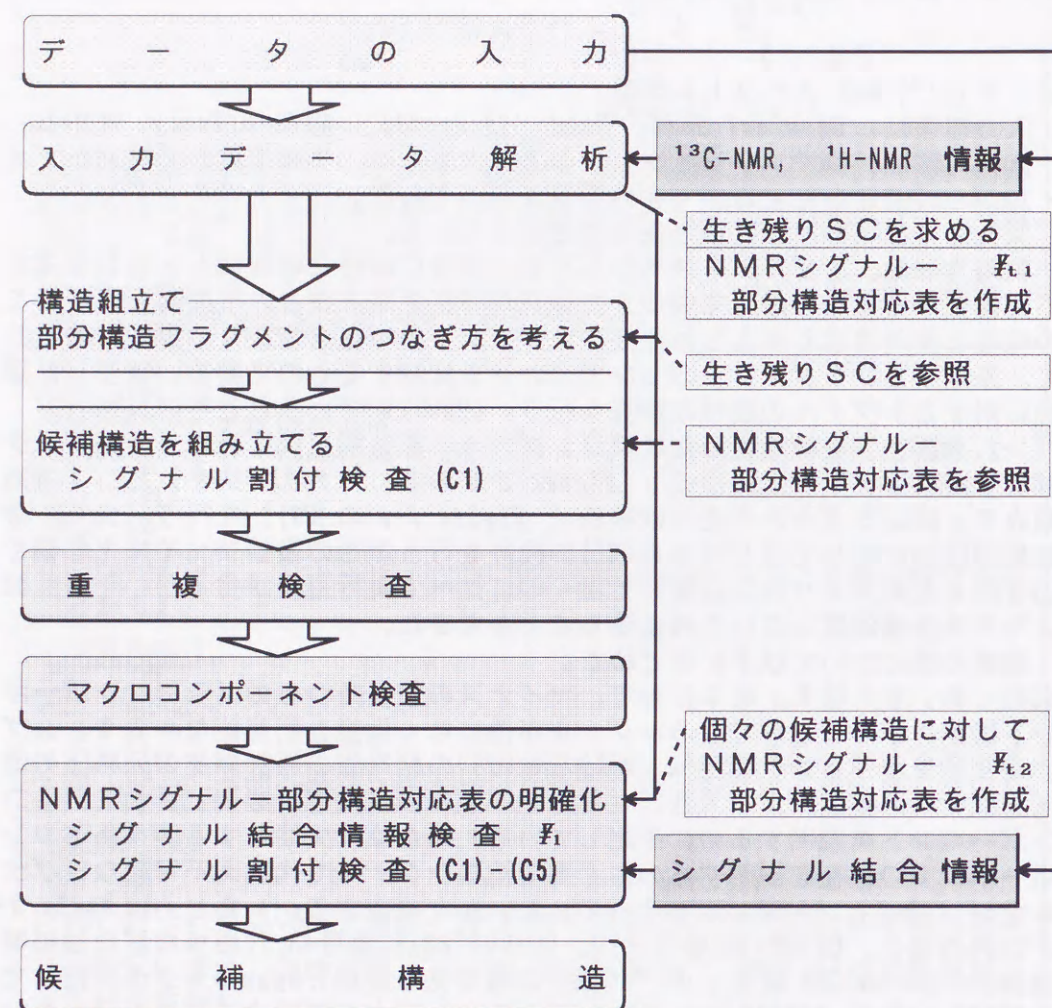 データの入力
入力データ解析
¹³C-NMR, ¹H-NMR 情報
生き残りSCを求める
NMRシグナル－ ¥t1
部分構造対応表を作成
構造組立て
部分構造フラグメントのつなぎ方を考える
生き残りSCを参照
候補構造を組み立てる
シグナル割付検査 (C1)
NMRシグナル－
部分構造対応表を参照
重複検査
マクロコンポーネント検査
個々の候補構造に対して
NMRシグナル－ ¥t2
部分構造対応表を作成
NMRシグナル－部分構造対応表の明確化
シグナル結合情報検査 ¥i
シグナル割付検査 (C1)-(C5)
シグナル結合情報
候補構造